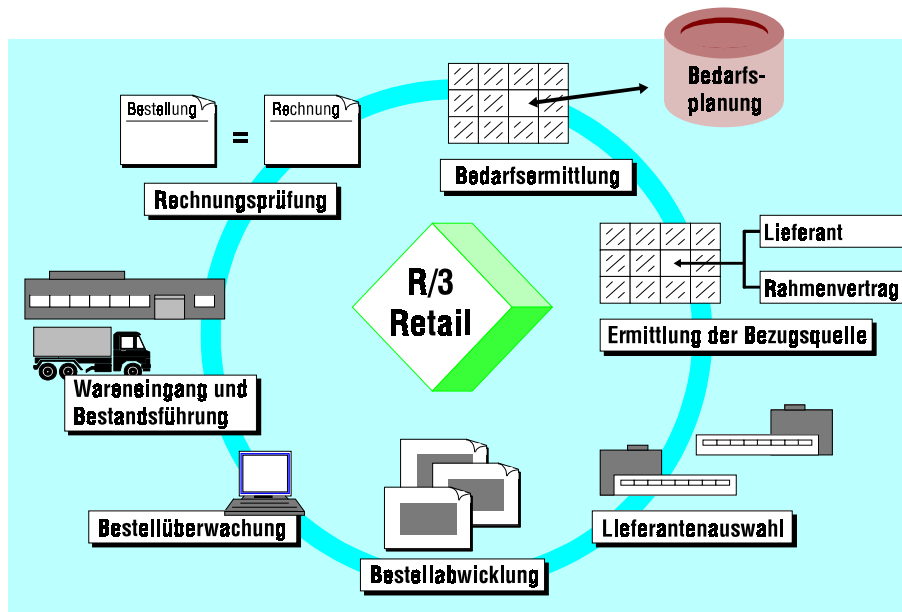 Bedarfs-
planung
Bestellung
=
Rechnung
Rechnungsprüfung
Bedarfsermittlung
Lieferant
Rahmenvertrag
Ermittlung der Bezugsquelle
R/3
Retail
Wareneingang und
Bestandsführung
Bestellüberwachung
Bestellabwicklung
Lieferantenauswahl